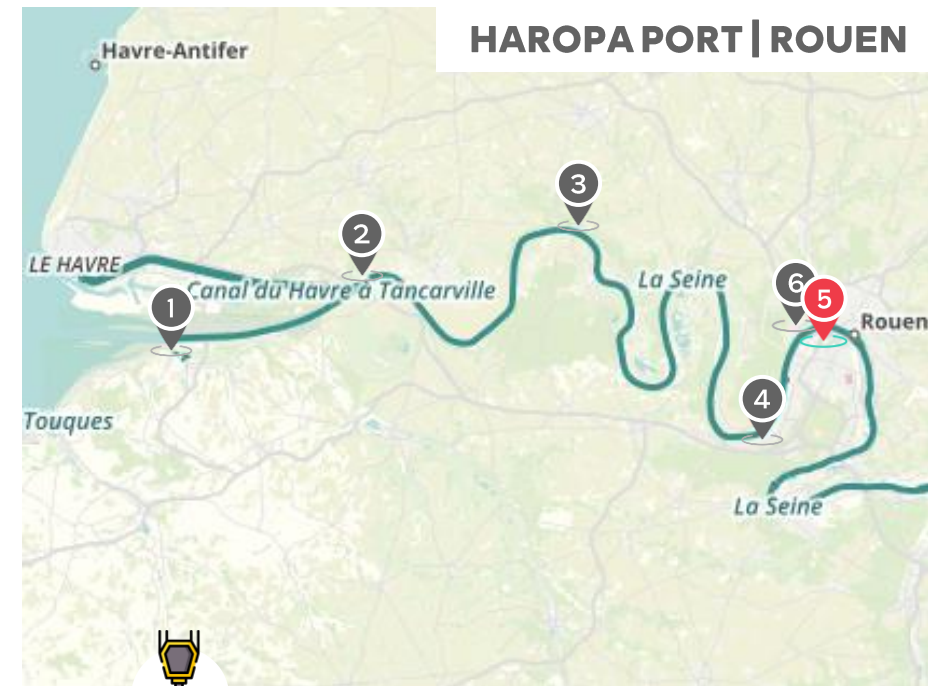 HAROPA PORT | ROUEN
Havre-Antifer
3
2
LE HAVRE
Canal du Havre à Tancarville
La Seine
1
6
5
Rouen
4
Touques
La Seine